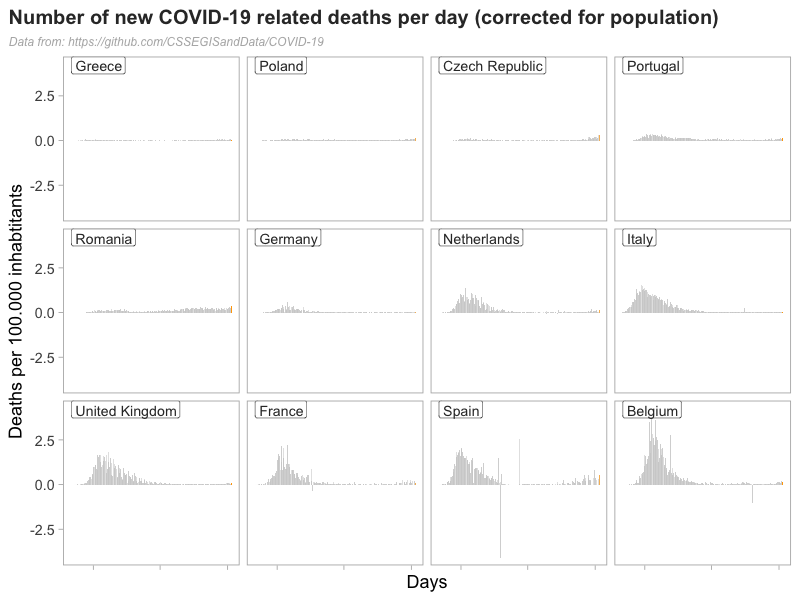 Number of new COVID-19 related deaths per day (corrected for population)
Data from: https://github.com/CSSEGISandData/COVID-19
Greece
Poland
Czech Republic
Portugal
2.5
0.0
-2.5
Romania
Germany
Netherlands
Italy
2.5
0.0
-2.5
United Kingdom
France
Spain
Belgium
2.5
0.0
-2.5
Deaths per 100.000 inhabtitants
Days